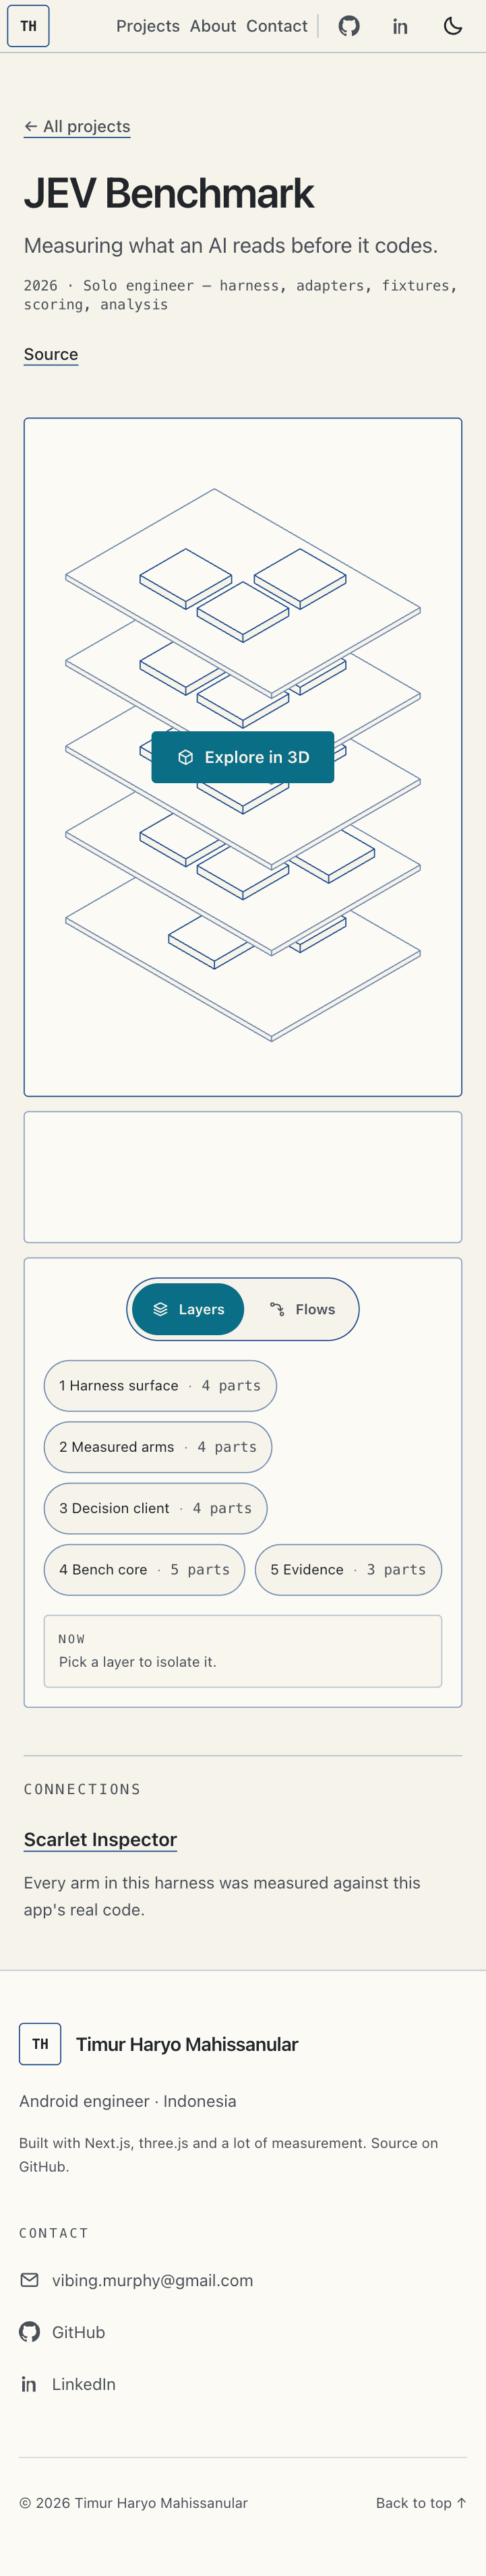 TH
Projects About Contact
← All projects
JEV Benchmark
Measuring what an AI reads before it codes.
2026 · Solo engineer — harness, adapters, fixtures,
scoring, analysis
Source
Explore in 3D
Layers Flows
1 Harness surface · 4 parts
2 Measured arms · 4 parts
3 Decision client · 4 parts
4 Bench core · 5 parts 5 Evidence · 3 parts
NOW
Pick a layer to isolate it.
CONNECTIONS
Scarlet Inspector
Every arm in this harness was measured against this
app's real code.
TH Timur Haryo Mahissanular
Android engineer · Indonesia
Built with Next.js, three.js and a lot of measurement. Source on
GitHub.
CONTACT
vibing.murphy@gmail.com
GitHub
LinkedIn
© 2026 Timur Haryo Mahissanular Back to top ↑